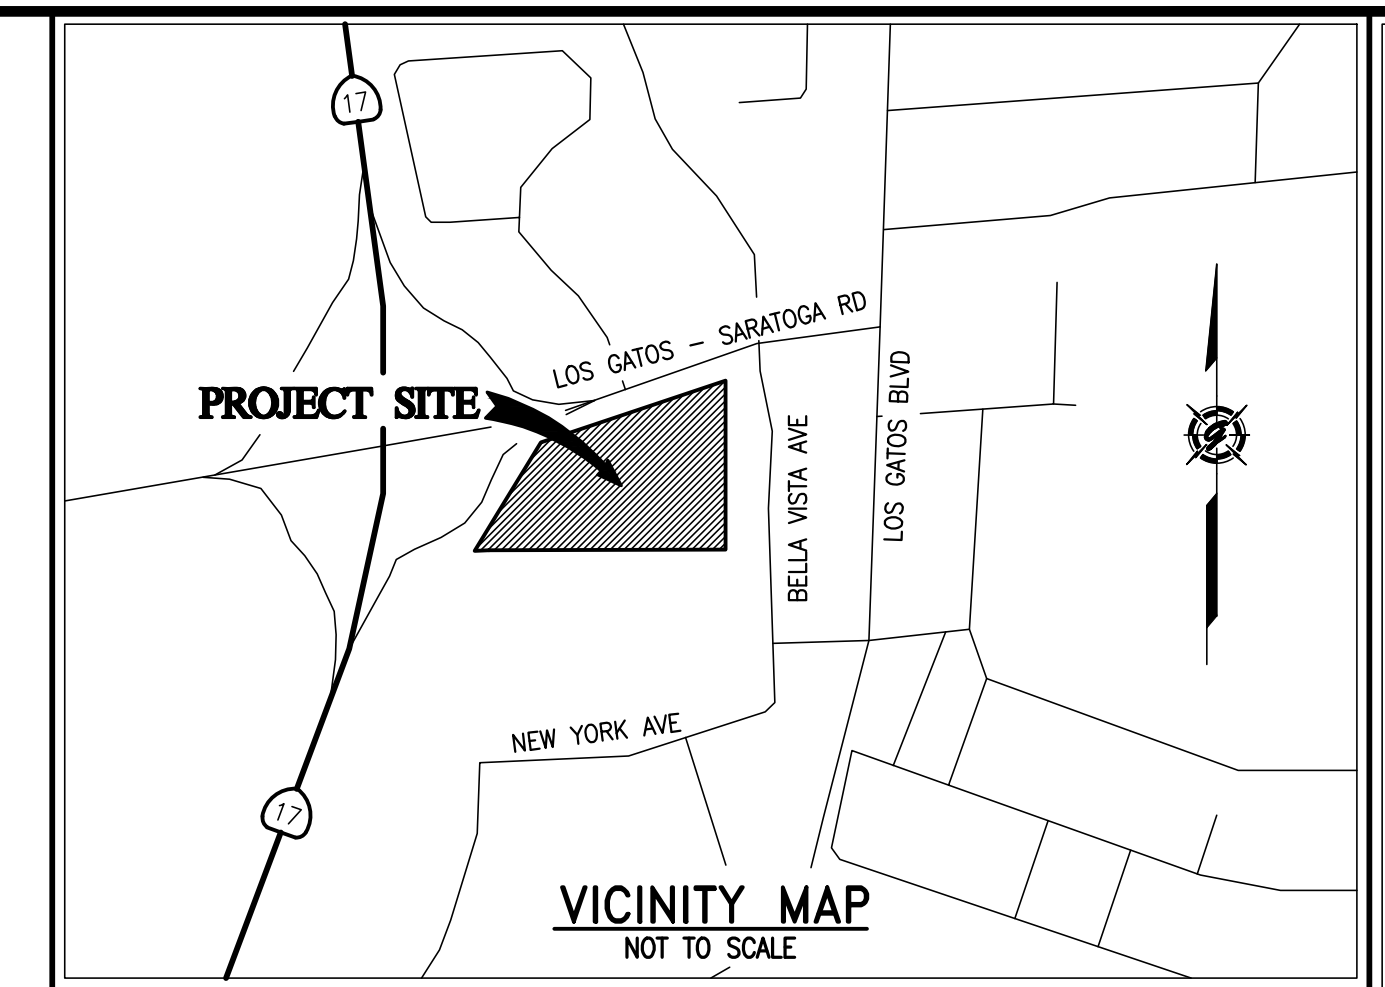 17
LOS GATOS - SARATOGA RD
PROJECT SITE
BELLA VISTA AVE
LOS GATOS BLVD
NEW YORK AVE
17
VICINITY MAP
NOT TO SCALE